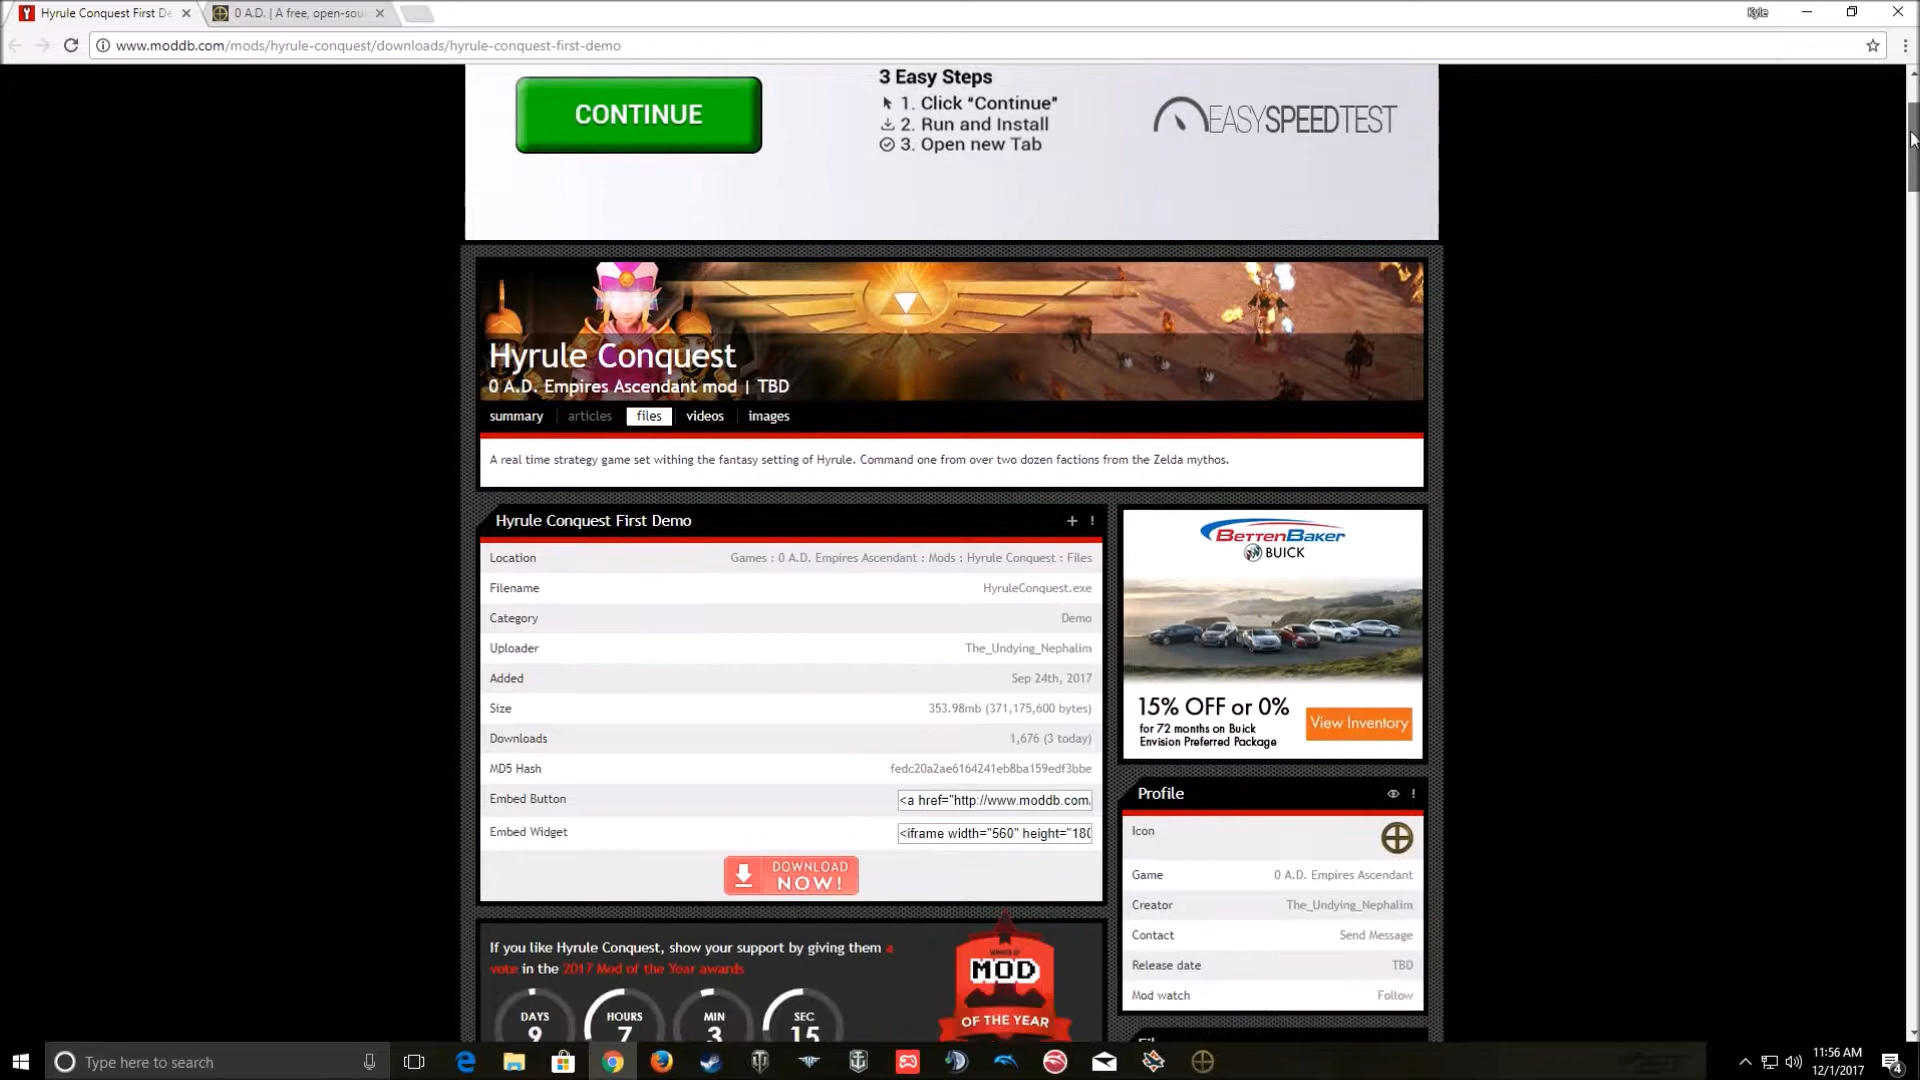 Hyrule Conquest First De
0 A.D. | A free, open-sou
Kyle
www.moddb.com/mods/hyrule-conquest/downloads/hyrule-conquest-first-demo
CONTINUE
3 Easy Steps
1. Click “Continue”
2. Run and Install
3. Open new Tab
EASYSPEEDTEST
Hyrule Conquest
0 A.D. Empires Ascendant mod | TBD
summary articles files videos images
A real time strategy game set withing the fantasy setting of Hyrule. Command one from over two dozen factions from the Zelda mythos.
Hyrule Conquest First Demo + !
Location Games : 0 A.D. Empires Ascendant : Mods : Hyrule Conquest : Files
Filename HyruleConquest.exe
Category Demo
Uploader The_Undying_Nephalim
Added Sep 24th, 2017
Size 353.98mb (371,175,600 bytes)
Downloads 1,676 (3 today)
MD5 Hash fedc20a2ae6164241eb8ba159edf3bbe
Embed Button <a href="http://www.moddb.com.
Embed Widget <iframe width="560" height="180
DOWNLOAD
NOW!
If you like Hyrule Conquest, show your support by giving them a
vote in the 2017 Mod of the Year awards
DAYS HOURS MIN SEC
9 7 3 15
MOD
OF THE YEAR
BETTENBAKER
BUICK
15% OFF or 0%
for 72 months on Buick
Envision Preferred Package
View Inventory
Profile !
Icon
Game 0 A.D. Empires Ascendant
Creator The_Undying_Nephalim
Contact Send Message
Release date TBD
Mod watch Follow
Type here to search
11:56 AM
12/1/2017
4